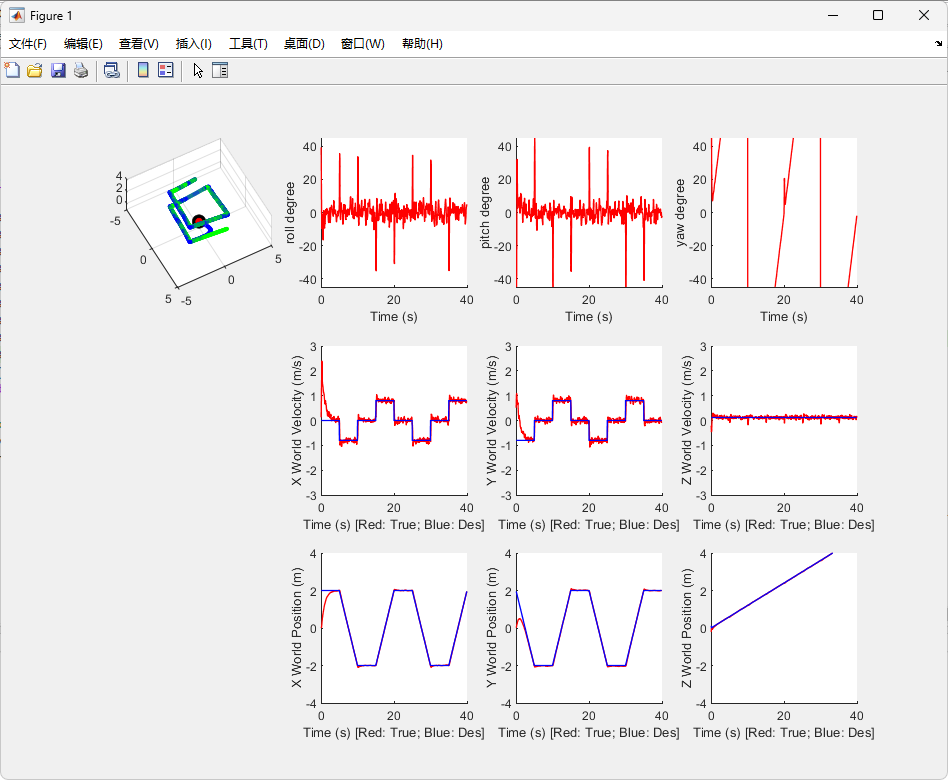 Figure 1
文件(F) 编辑(E) 查看(V) 插入(I) 工具(T) 桌面(D) 窗口(W) 帮助(H)
4
2
0
-5
0
5
-5
0
5
roll degree
40
20
0
-20
-40
0 20 40
Time (s)
pitch degree
40
20
0
-20
-40
0 20 40
Time (s)
yaw degree
40
20
0
-20
-40
0 20 40
Time (s)
X World Velocity (m/s)
3
2
1
0
-1
-2
-3
0 20 40
Time (s) [Red: True; Blue: Des]
Y World Velocity (m/s)
3
2
1
0
-1
-2
-3
0 20 40
Time (s) [Red: True; Blue: Des]
Z World Velocity (m/s)
3
2
1
0
-1
-2
-3
0 20 40
Time (s) [Red: True; Blue: Des]
X World Position (m)
4
2
0
-2
-4
0 20 40
Time (s) [Red: True; Blue: Des]
Y World Position (m)
4
2
0
-2
-4
0 20 40
Time (s) [Red: True; Blue: Des]
Z World Position (m)
4
2
0
-2
-4
0 20 40
Time (s) [Red: True; Blue: Des]